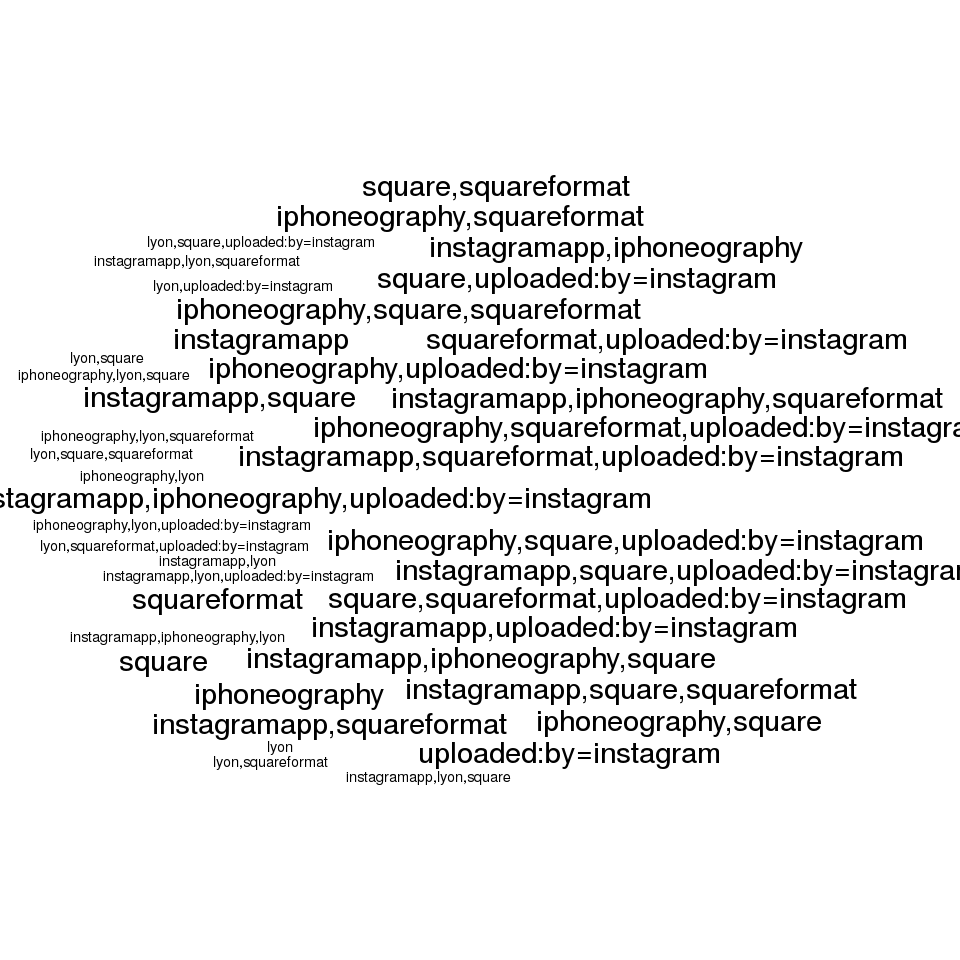 square,squareformat
iphoneography,squareformat
lyon,square,uploaded:by=instagram
instagramapp,iphoneography
instagramapp,lyon,squareformat
square,uploaded:by=instagram
lyon,uploaded:by=instagram
iphoneography,square,squareformat
instagramapp
squareformat,uploaded:by=instagram
lyon,square
iphoneography,uploaded:by=instagram
iphoneography,lyon,square
instagramapp,square
instagramapp,iphoneography,squareformat
iphoneography,squareformat,uploaded:by=instagra
iphoneography,lyon,squareformat
lyon,square,squareformat
instagramapp,squareformat,uploaded:by=instagram
iphoneography,lyon
stagramapp,iphoneography,uploaded:by=instagram
iphoneography,lyon,uploaded:by=instagram
iphoneography,square,uploaded:by=instagram
lyon,squareformat,uploaded:by=instagram
instagramapp,lyon
instagramapp,square,uploaded:by=instagram
instagramapp,lyon,uploaded:by=instagram
squareformat
square,squareformat,uploaded:by=instagram
instagramapp,uploaded:by=instagram
instagramapp,iphoneography,lyon
square
instagramapp,iphoneography,square
iphoneography
instagramapp,square,squareformat
instagramapp,squareformat
iphoneography,square
lyon
uploaded:by=instagram
lyon,squareformat
instagramapp,lyon,square